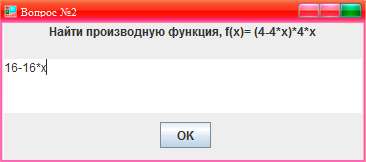 Вопрос №2
Найти производную функция, f(x)= (4-4*x)*4*x
16-16*x
OK